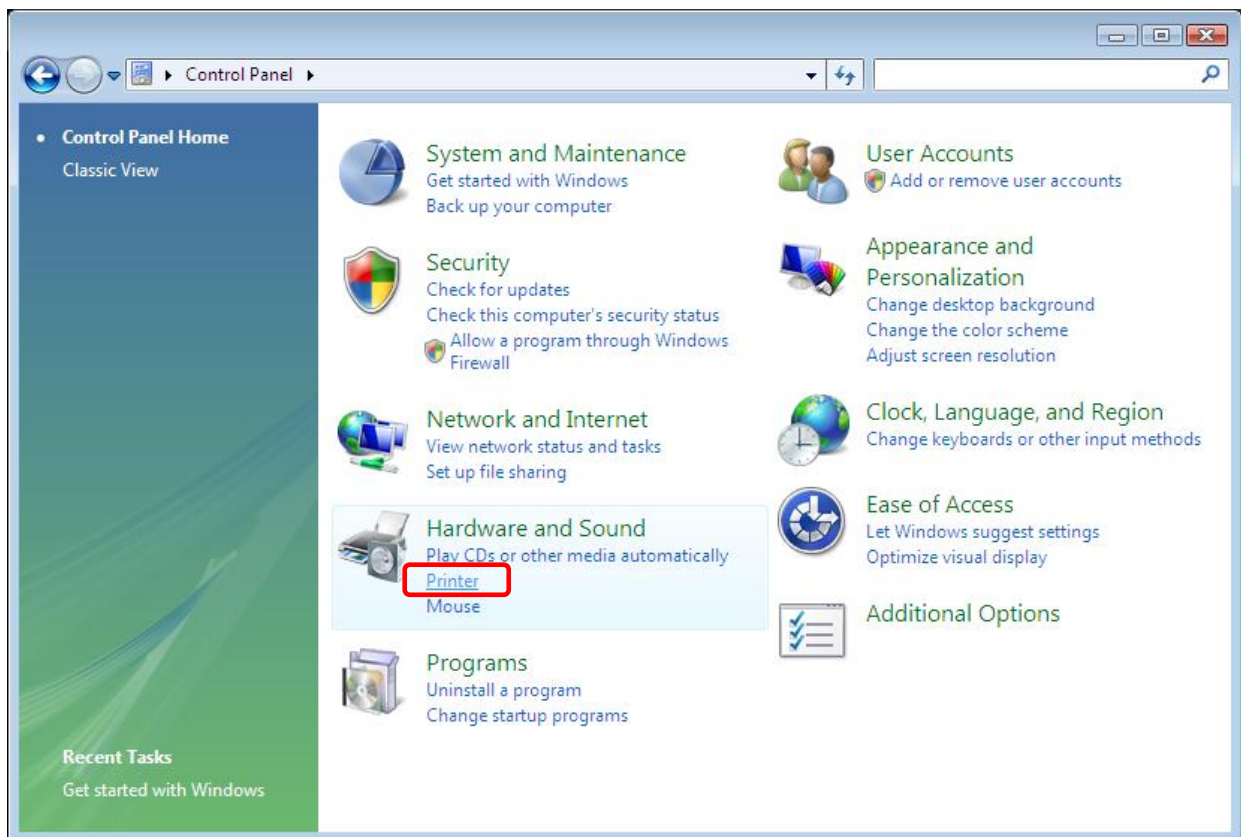 Control Panel
Control Panel Home
Classic View
System and Maintenance
Get started with Windows
Back up your computer
Security
Check for updates
Check this computer's security status
Allow a program through Windows
Firewall
Network and Internet
View network status and tasks
Set up file sharing
Hardware and Sound
Play CDs or other media automatically
Printer
Mouse
Programs
Uninstall a program
Change startup programs
User Accounts
Add or remove user accounts
Appearance and
Personalization
Change desktop background
Change the color scheme
Adjust screen resolution
Clock, Language, and Region
Change keyboards or other input methods
Ease of Access
Let Windows suggest settings
Optimize visual display
Additional Options
Recent Tasks
Get started with Windows